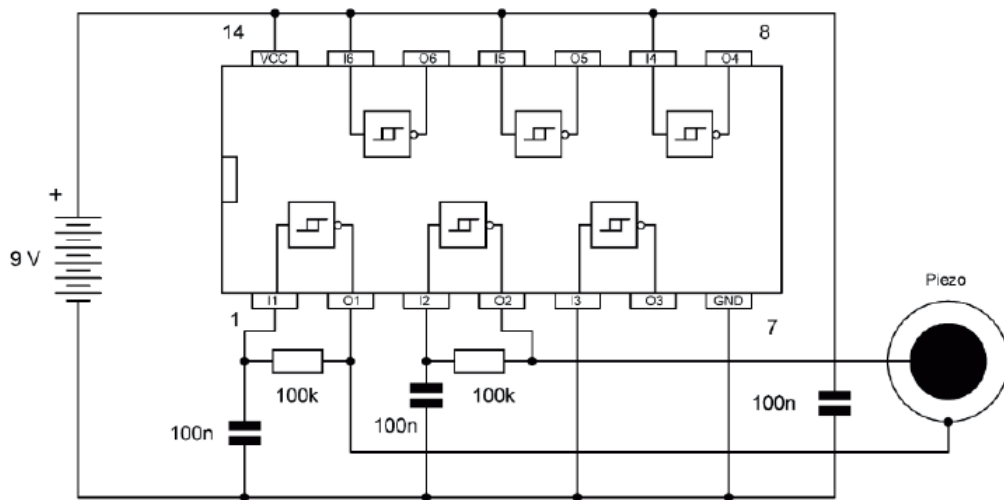 14 8
VCC I6 O6 I5 O5 I4 O4
+
9 V
I1 O1 I2 O2 I3 O3 GND
1 7
Piezo
100k 100k
100n 100n 100n